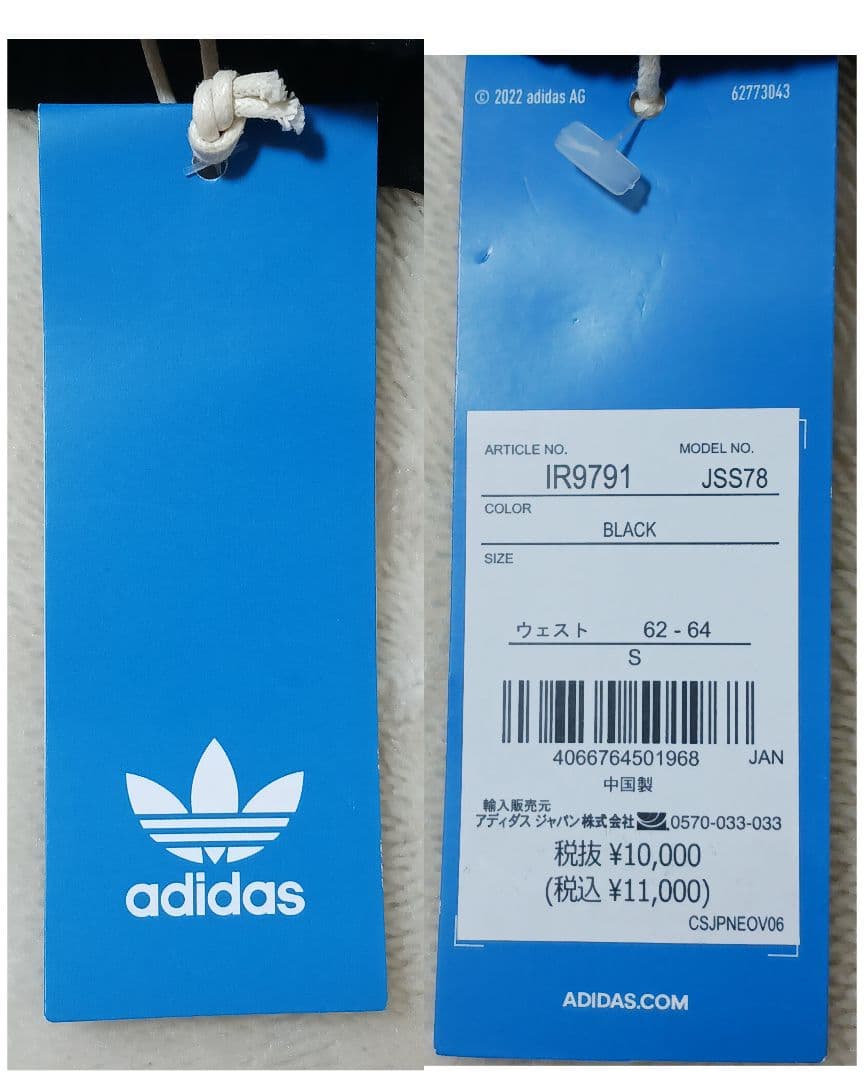 adidas
© 2022 adidas AG 62773043
ARTICLE NO. MODEL NO.
IR9791 JSS78
COLOR
BLACK
SIZE
ウェスト 62 - 64
S
4066764501968 JAN
中国製
輸入販売元
アディダス ジャパン株式会社 0570-033-033
税抜 ¥10,000
(税込 ¥11,000)
CSJPNEOV06
ADIDAS.COM